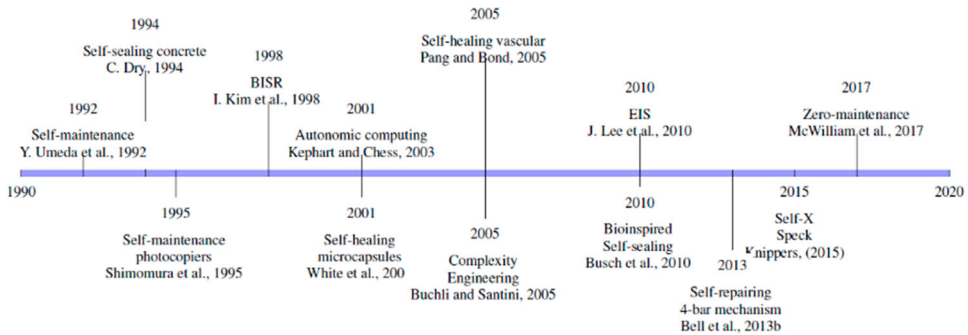 1992
Self-maintenance
Y. Umeda et al., 1992
1994
Self-sealing concrete
C. Dry, 1994
1998
BISR
I. Kim et al., 1998
2001
Autonomic computing
Kephart and Chess, 2003
2005
Self-healing vascular
Pang and Bond, 2005
2010
EIS
J. Lee et al., 2010
2017
Zero-maintenance
McWilliam et al., 2017
1990
2020
1995
Self-maintenance
photocopiers
Shimomura et al., 1995
2001
Self-healing
microcapsules
White et al., 200
2005
Complexity
Engineering
Buchli and Santini, 2005
2010
Bioinspired
Self-sealing
Busch et al., 2010
2013
Self-repairing
4-bar mechanism
Bell et al., 2013b
2015
Self-X
Speck
Knippers, (2015)